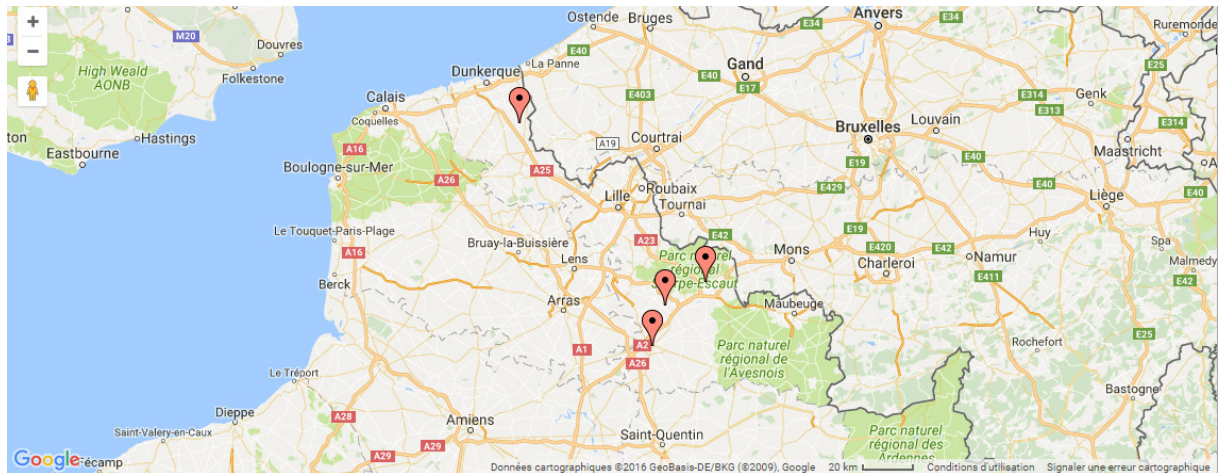 +
−
M20
Douvres
Folkestone
High Weald
AONB
Hastings
ton
Eastbourne
Ostende
Bruges
E34
Anvers
E34
Ruremonde
E40
La Panne
Dunkerque
Gand
E40
E17
E403
E25
E314
Genk
E313
E314
Calais
Coquelles
A19
Courtrai
Bruxelles
Louvain
Maastricht
A16
Boulogne-sur-Mer
A26
A25
E19
E40
Roubaix
Lille
Tournai
E429
E40
Liège
E40
Le Touquet-Paris-Plage
A16
Bruay-la-Buissière
A23
E42
Mons
E19
E420
E42
Huy
Spa
Namur
Malmedy
Berck
Lens
Parc naturel
régional
Scarpe-Escaut
Charleroi
E411
E42
Arras
Maubeuge
A1
A2
A26
Parc naturel
régional de
l'Avesnois
Rochefort
E25
Le Tréport
Bastogne
Dieppe
A28
A29
Amiens
Saint-Valery-en-Caux
Saint-Quentin
Parc naturel
régional des
Ardennes
Google
Fécamp
Données cartographiques ©2016 GeoBasis-DE/BKG (©2009), Google
20 km
Conditions d'utilisation
Signaler une erreur cartographique